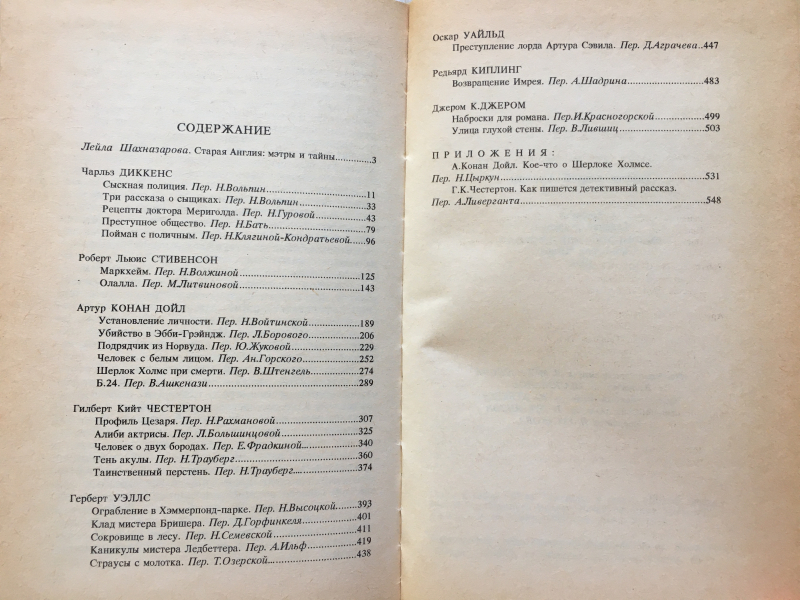 СОДЕРЖАНИЕ
Лейла Шахназарова. Старая Англия: мэтры и тайны..........3
Чарльз ДИККЕНС
Сыскная полиция. Пер. Н.Вольпин..........11
Три рассказа о сыщиках. Пер. Н.Вольпин..........33
Рецепты доктора Мериголда. Пер. Н.Гуровой..........43
Преступное общество. Пер. Н.Бать..........79
Пойман с поличным. Пер. Н.Клягиной-Кондратьевой..........96
Роберт Льюис СТИВЕНСОН
Маркхейм. Пер. Н.Волжиной..........125
Олалла. Пер. М.Литвиновой..........143
Артур КОНАН ДОЙЛ
Установление личности. Пер. Н.Войтинской..........189
Убийство в Эбби-Грэйндж. Пер. Л.Борового..........206
Подрядчик из Норвуда. Пер. Ю.Жуковой..........229
Человек с белым лицом. Пер. Ан.Горского..........252
Шерлок Холмс при смерти. Пер. В.Штенгель..........274
Б.24. Пер. В.Ашкенази..........289
Гилберт Кийт ЧЕСТЕРТОН
Профиль Цезаря. Пер. Н.Рахмановой..........307
Алиби актрисы. Пер. Л.Большинцовой..........325
Человек о двух бородах. Пер. Е.Фрадкиной..........340
Тень акулы. Пер. Н.Трауберг..........360
Таинственный перстень. Пер. Н.Трауберг..........374
Герберт УЭЛЛС
Ограбление в Хэммерпонд-парке. Пер. Н.Высоцкой..........393
Клад мистера Бришера. Пер. Д.Горфинкеля..........401
Сокровище в лесу. Пер. Н.Семевской..........411
Каникулы мистера Ледбеттера. Пер. А.Ильф..........419
Страусы с молотка. Пер. Т.Озерской..........438
Оскар УАЙЛЬД
Преступление лорда Артура Сэвила. Пер. Д.Аграчева..447
Редьярд КИПЛИНГ
Возвращение Имрея. Пер. А.Шадрина..........483
Джером К.ДЖЕРОМ
Наброски для романа. Пер.И.Красногорской..........499
Улица глухой стены. Пер. В.Лившиц..........503
ПРИЛОЖЕНИЯ:
А.Конан Дойл. Кое-что о Шерлоке Холмсе.
Пер. Н.Цыркун..........531
Г.К.Честертон. Как пишется детективный рассказ.
Пер. А.Ливерганта..........548